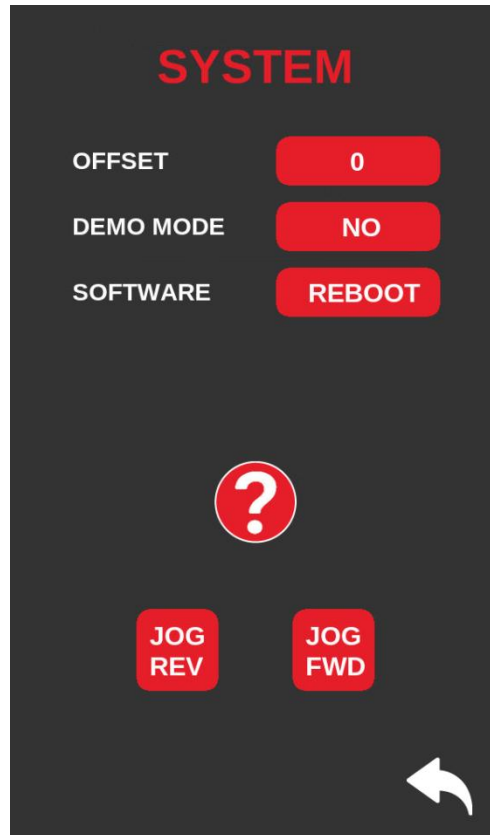 SYSTEM
OFFSET 0
DEMO MODE NO
SOFTWARE REBOOT
?
JOG REV
JOG FWD